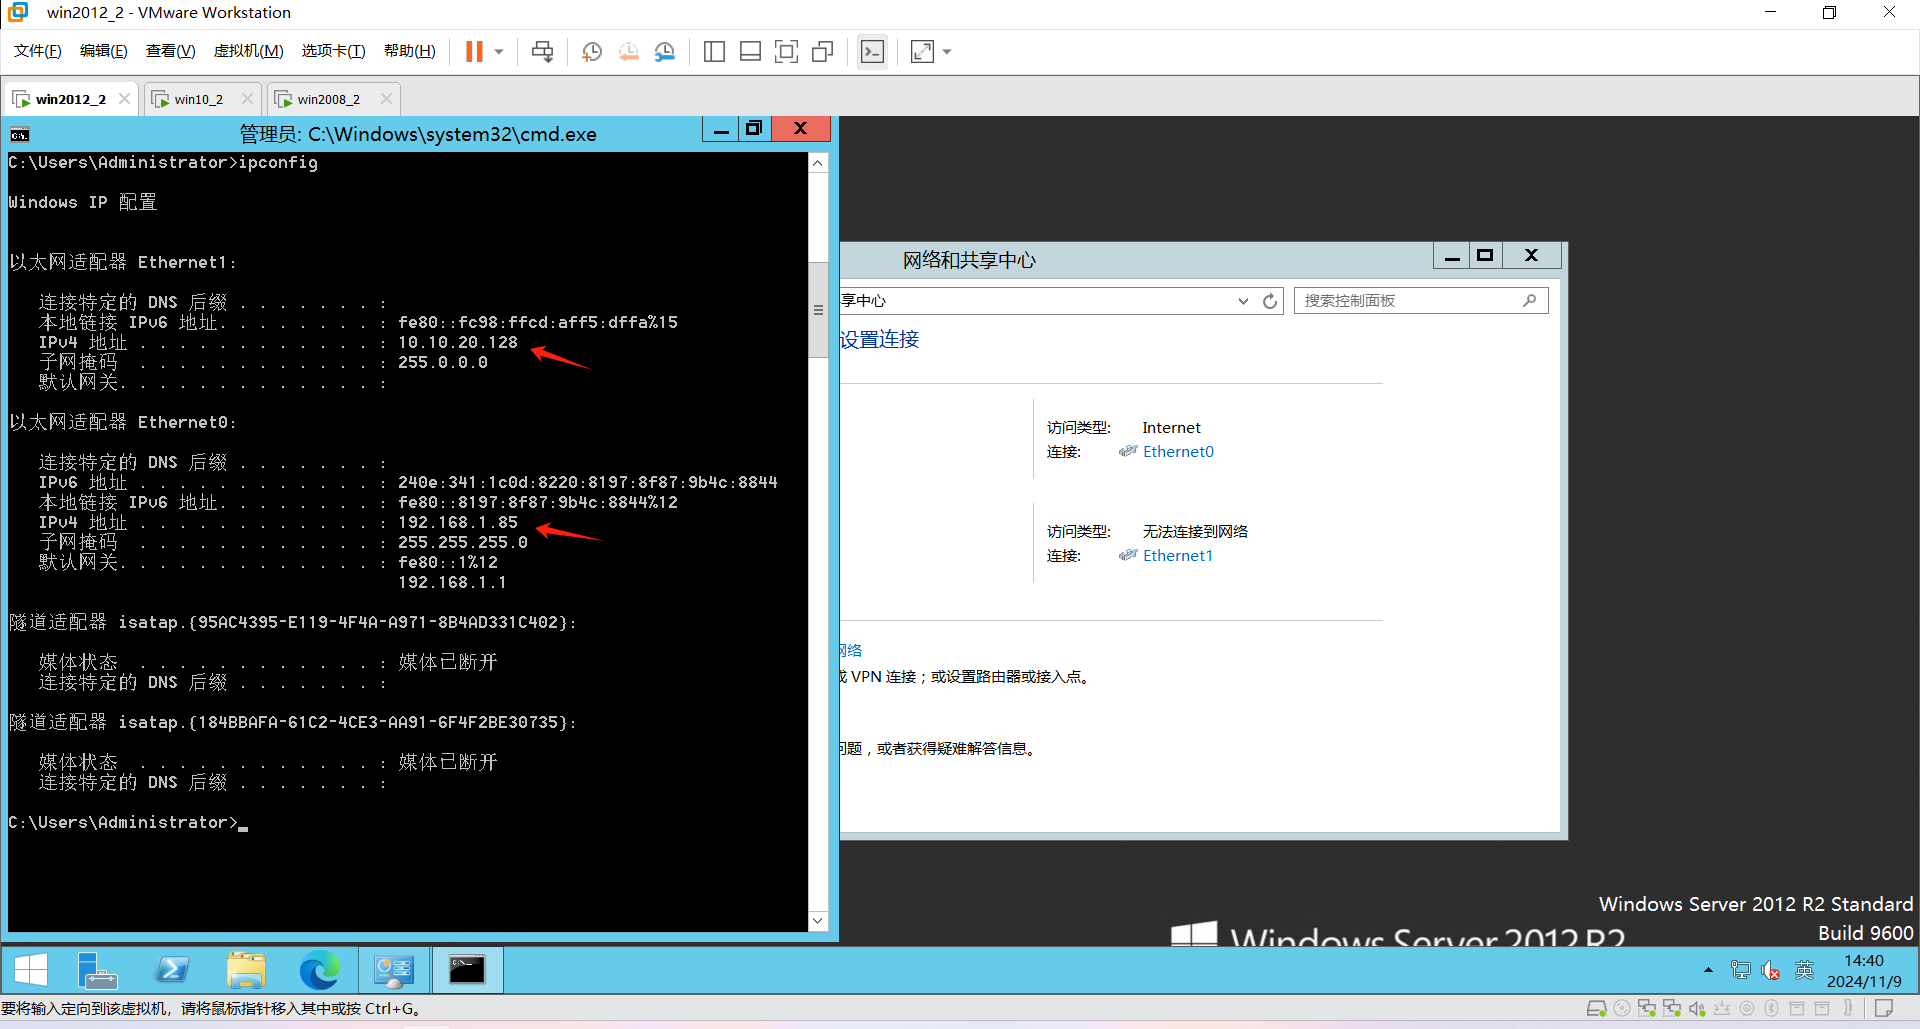 win2012_2 - VMware Workstation
文件(F) 编辑(E) 查看(V) 虚拟机(M) 选项卡(T) 帮助(H)
win2012_2 win10_2 win2008_2
管理员: C:\Windows\system32\cmd.exe
C:\Users\Administrator>ipconfig
Windows IP 配置
以太网适配器 Ethernet1:
连接特定的 DNS 后缀 . . . . . . . :
本地链接 IPv6 地址. . . . . . . . : fe80::fc98:ffcd:aff5:dffa%15
IPv4 地址 . . . . . . . . . . . . : 10.10.20.128
子网掩码  . . . . . . . . . . . . : 255.0.0.0
默认网关. . . . . . . . . . . . . :
以太网适配器 Ethernet0:
连接特定的 DNS 后缀 . . . . . . . :
IPv6 地址 . . . . . . . . . . . . : 240e:341:1c0d:8220:8197:8f87:9b4c:8844
本地链接 IPv6 地址. . . . . . . . : fe80::8197:8f87:9b4c:8844%12
IPv4 地址 . . . . . . . . . . . . : 192.168.1.85
子网掩码  . . . . . . . . . . . . : 255.255.255.0
默认网关. . . . . . . . . . . . . : fe80::1%12
192.168.1.1
隧道适配器 isatap.{95AC4395-E119-4F4A-A971-8B4AD331C402}:
媒体状态  . . . . . . . . . . . . : 媒体已断开
连接特定的 DNS 后缀 . . . . . . . :
隧道适配器 isatap.{184BBAFA-61C2-4CE3-AA91-6F4F2BE30735}:
媒体状态  . . . . . . . . . . . . : 媒体已断开
连接特定的 DNS 后缀 . . . . . . . :
C:\Users\Administrator>
网络和共享中心
享中心
搜索控制面板
设置连接
访问类型: Internet
连接: Ethernet0
访问类型: 无法连接到网络
连接: Ethernet1
网络
VPN 连接；或设置路由器或接入点。
问题，或者获得疑难解答信息。
Windows Server 2012 R2 Standard
Build 9600
Windows Server 2012 R2
英
14:40
2024/11/9
要将输入定向到该虚拟机，请将鼠标指针移入其中或按 Ctrl+G。